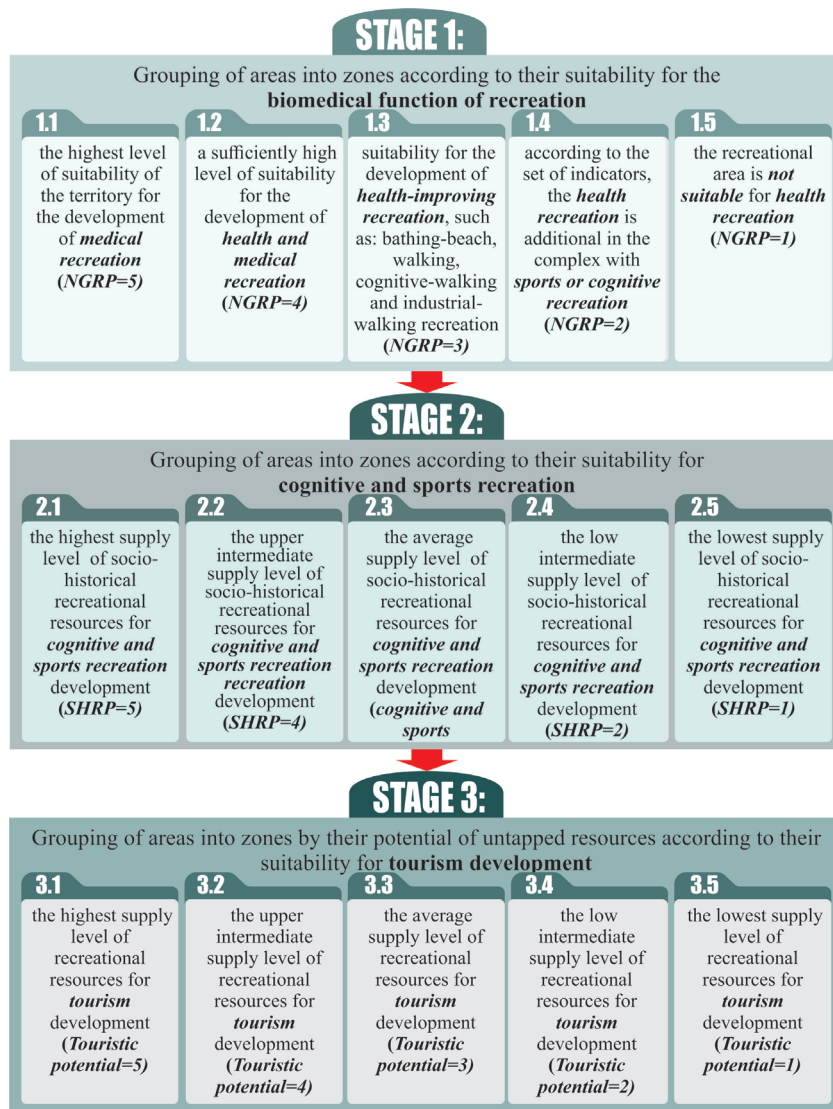 STAGE 1:
Grouping of areas into zones according to their suitability for the
biomedical function of recreation
1.1
the highest level
of suitability of
the territory for
the development
of medical
recreation
(NGRP=5)
1.2
a sufficiently high
level of suitability
for the
development of
health and
medical
recreation
(NGRP=4)
1.3
suitability for the
development of
health-improving
recreation, such
as: bathing-beach,
walking,
cognitive-walking
and industrial-
walking recreation
(NGRP=3)
1.4
according to the
set of indicators,
the health
recreation is
additional in the
complex with
sports or cognitive
recreation
(NGRP=2)
1.5
the recreational
area is not
suitable for health
recreation
(NGRP=1)
STAGE 2:
Grouping of areas into zones according to their suitability for
cognitive and sports recreation
2.1
the highest supply
level of socio-
historical
recreational
resources for
cognitive and
sports recreation
development
(SHRP=5)
2.2
the upper
intermediate
supply level of
socio-historical
recreational
resources for
cognitive and
sports recreation
recreation
development
(SHRP=4)
2.3
the average
supply level of
socio-historical
recreational
resources for
cognitive and
sports recreation
development
(cognitive and
sports
2.4
the low
intermediate
supply level of
socio-historical
recreational
resources for
cognitive and
sports recreation
development
(SHRP=2)
2.5
the lowest supply
level of socio-
historical
recreational
resources for
cognitive and
sports recreation
development
(SHRP=1)
STAGE 3:
Grouping of areas into zones by their potential of untapped resources according to their
suitability for tourism development
3.1
the highest supply
level of
recreational
resources for
tourism
development
(Touristic
potential=5)
3.2
the upper
intermediate
supply level of
recreational
resources for
tourism
development
(Touristic
potential=4)
3.3
the average
supply level of
recreational
resources for
tourism
development
(Touristic
potential=3)
3.4
the low
intermediate
supply level of
recreational
resources for
tourism
development
(Touristic
potential=2)
3.5
the lowest supply
level of
recreational
resources for
tourism
development
(Touristic
potential=1)